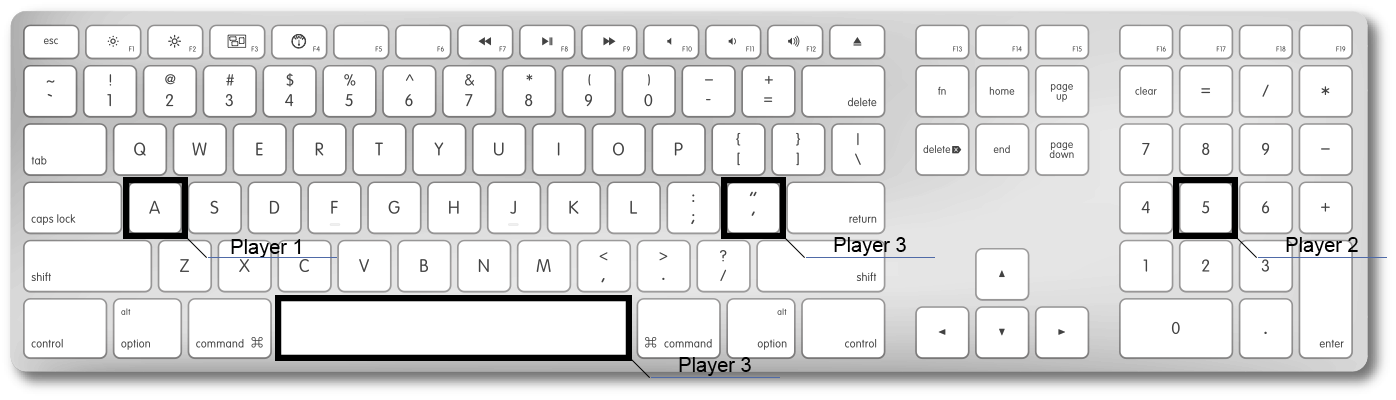 esc F1 F2 F3 F4 F5 F6 F7 F8 F9 F10 F11 F12 F13 F14 F15 F16 F17 F18 F19
~ ! @ # $ % ^ & * ( ) – +
` 1 2 3 4 5 6 7 8 9 0 - = delete fn home page up clear = / *
tab Q W E R T Y U I O P { [ } ] | \ delete end page down 7 8 9 −
caps lock A S D F G H J K L : ; " ' return 4 5 6 +
Player 1 Player 3 Player 2
shift Z X C V B N M < , > . ? / shift 1 2 3
control alt option command ⌘ ⌘ command alt option control 0 . enter
Player 3